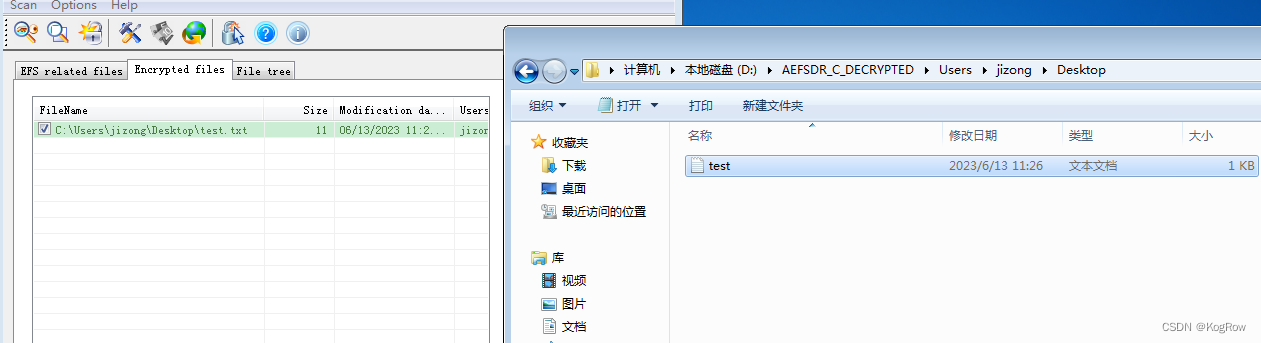 Scan Options Help
EFS related files Encrypted files File tree
FileName Size Modification da... Users
C:\Users\jizong\Desktop\test.txt 11 06/13/2023 11:2... jizon
计算机 本地磁盘 (D:) AEFSDR_C_DECRYPTED Users jizong Desktop
组织 打开 打印 新建文件夹
收藏夹
下载
桌面
最近访问的位置
库
视频
图片
文档
名称 修改日期 类型 大小
test 2023/6/13 11:26 文本文档 1 KB
CSDN @KogRow